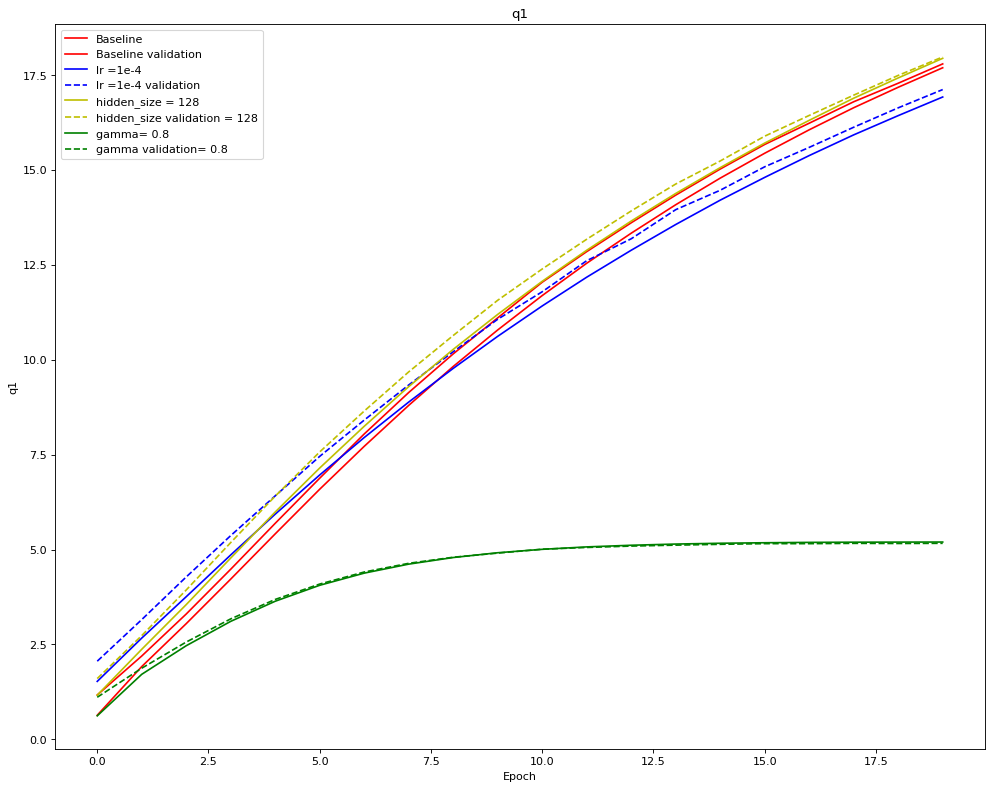 q1
Baseline
Baseline validation
lr =1e-4
lr =1e-4 validation
hidden_size = 128
hidden_size validation = 128
gamma= 0.8
gamma validation= 0.8
17.5
15.0
12.5
10.0
7.5
5.0
2.5
0.0
q1
0.0 2.5 5.0 7.5 10.0 12.5 15.0 17.5
Epoch